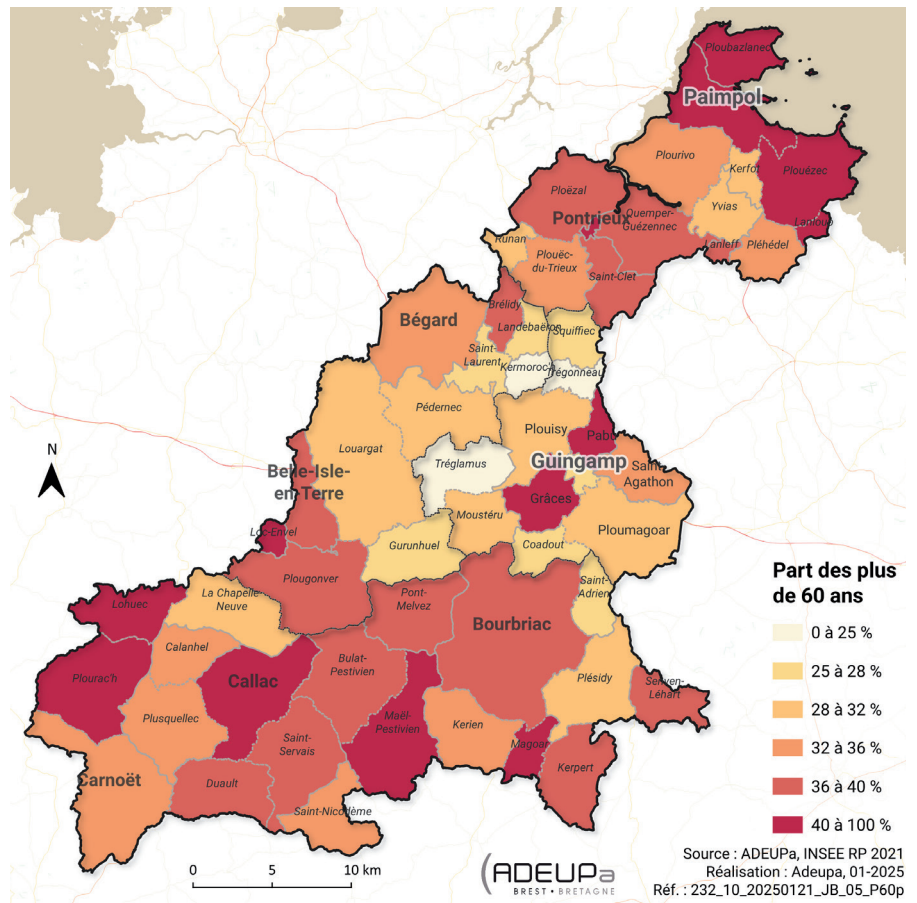 Ploubazlanec
Paimpol
Plourivo
Kerfot
Plouézec
Ploëzal
Yvias
Quemper-
Guézennec
Pontrieux
Lanloup
Runan
Lanleff
Pléhédel
Plouëc-
du-Trieux
Saint-Clet
Brélidy
Bégard
Landebaëron
Squiffiec
Saint-
Laurent
Kermoroc'h
Trégonneau
Pédernec
Plouisy
Pabu
Louargat
Tréglamus
Guingamp
Saint-
Agathon
Belle-Isle-
en-Terre
N
Grâces
Moustéru
Loc-Envel
Ploumagoar
Gurunhuel
Coadout
Plougonver
Saint-
Adrien
La Chapelle-
Neuve
Pont-
Melvez
Lohuec
Bourbriac
Calanhel
Bulat-
Pestivien
Plésidy
Plourac'h
Callac
Senven-
Léhart
Plusquellec
Maël-
Pestivien
Kerien
Saint-
Servais
Magoar
Kerpert
Carnoët
Duault
Saint-Nicodème
Part des plus
de 60 ans
0 à 25 %
25 à 28 %
28 à 32 %
32 à 36 %
36 à 40 %
40 à 100 %
0 5 10 km
ADEUPa
BREST • BRETAGNE
Source : ADEUPa, INSEE RP 2021
Réalisation : Adeupa, 01-2025
Réf. : 232_10_20250121_JB_05_P60p